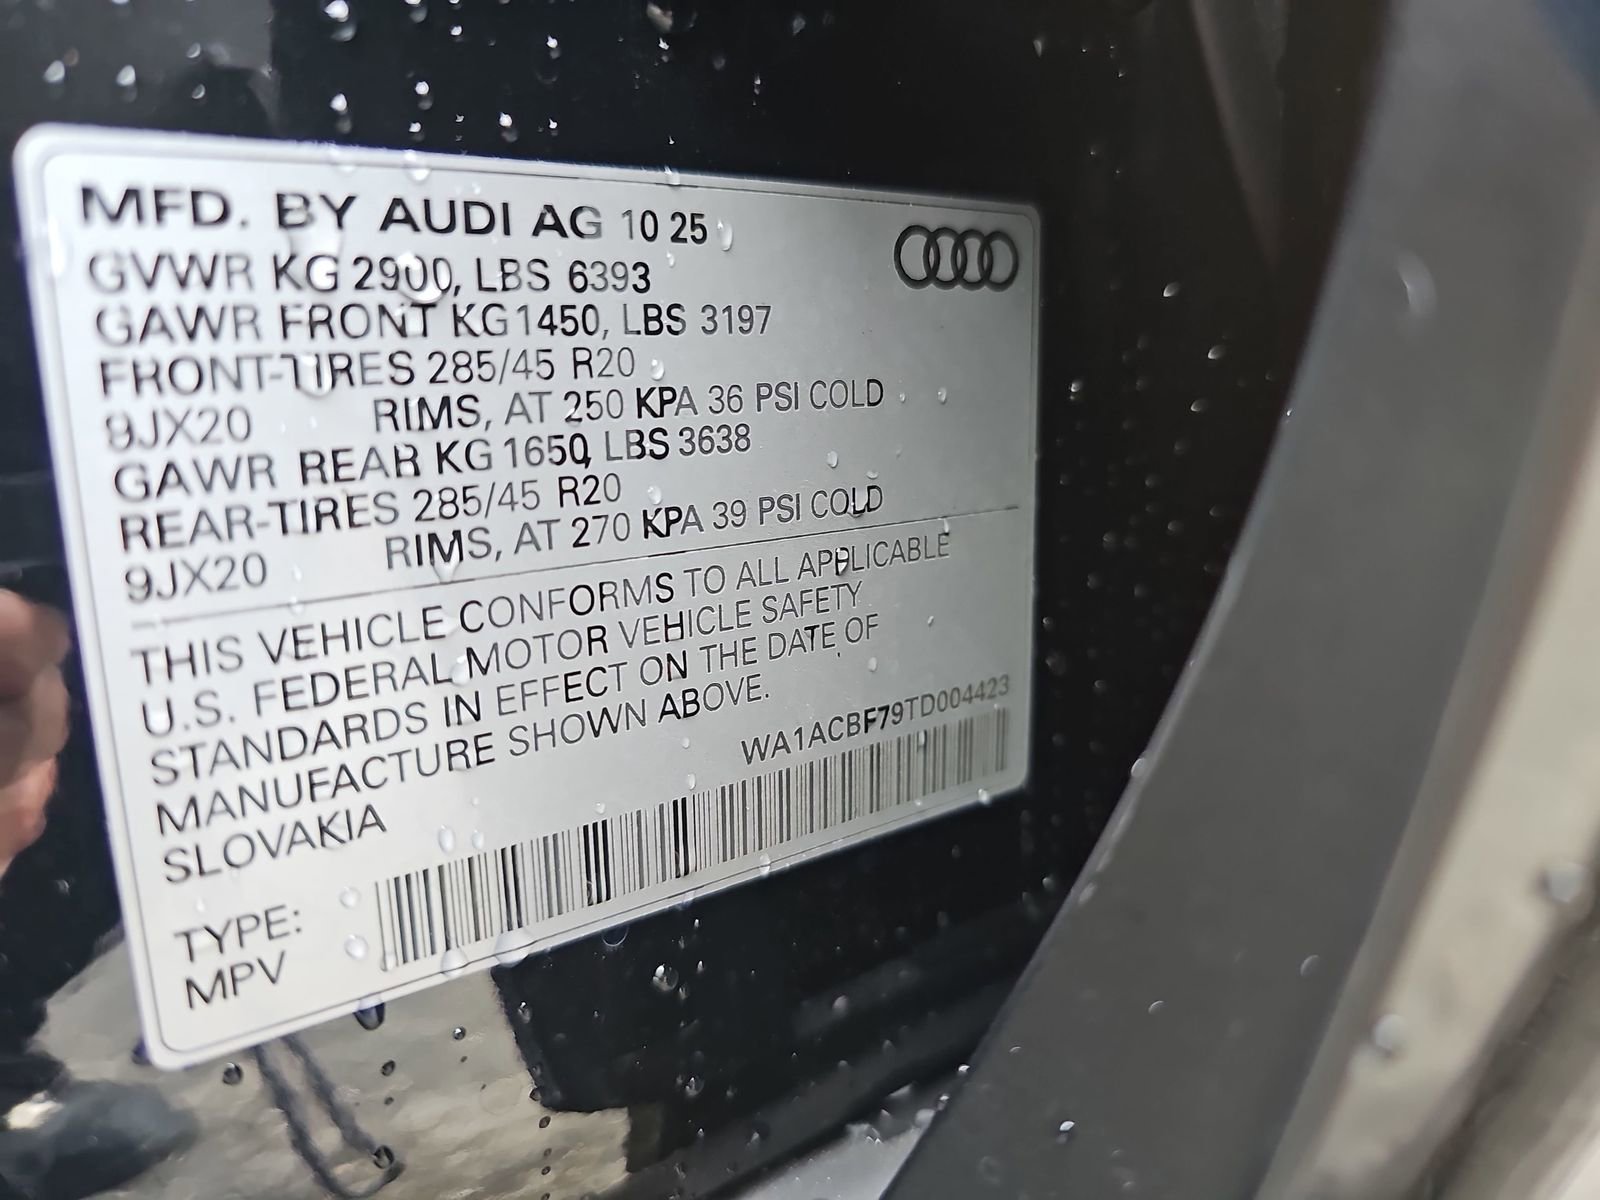 MFD. BY AUDI AG 10 25
GVWR KG 2900, LBS 6393
GAWR FRONT KG 1450, LBS 3197
FRONT-TIRES 285/45 R20
9JX20 RIMS, AT 250 KPA 36 PSI COLD
GAWR REAR KG 1650, LBS 3638
REAR-TIRES 285/45 R20
9JX20 RIMS, AT 270 KPA 39 PSI COLD
THIS VEHICLE CONFORMS TO ALL APPLICABLE
U.S. FEDERAL MOTOR VEHICLE SAFETY
STANDARDS IN EFFECT ON THE DATE OF
MANUFACTURE SHOWN ABOVE.
SLOVAKIA
WA1ACBF79TD004423
TYPE:
MPV